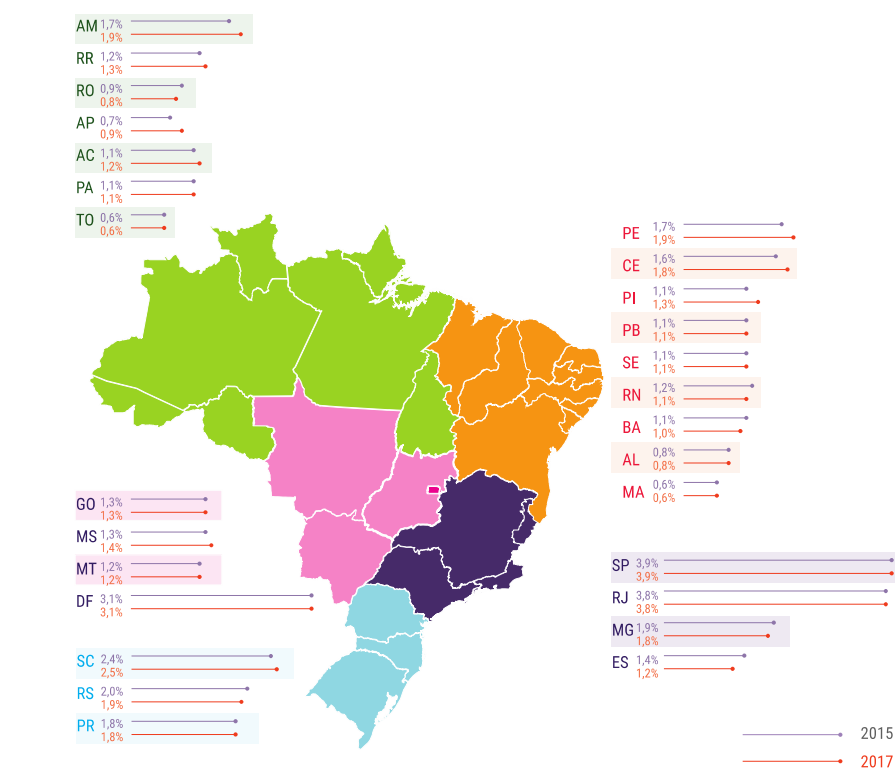 AM 1,7%
1,9%
RR 1,2%
1,3%
RO 0,9%
0,8%
AP 0,7%
0,9%
AC 1,1%
1,2%
PA 1,1%
1,1%
TO 0,6%
0,6%
PE 1,7%
1,9%
CE 1,6%
1,8%
PI 1,1%
1,3%
PB 1,1%
1,1%
SE 1,1%
1,1%
RN 1,2%
1,1%
BA 1,1%
1,0%
AL 0,8%
0,8%
MA 0,6%
0,6%
GO 1,3%
1,3%
MS 1,3%
1,4%
MT 1,2%
1,2%
DF 3,1%
3,1%
SP 3,9%
3,9%
RJ 3,8%
3,8%
MG 1,9%
1,8%
ES 1,4%
1,2%
SC 2,4%
2,5%
RS 2,0%
1,9%
PR 1,8%
1,8%
2015
2017